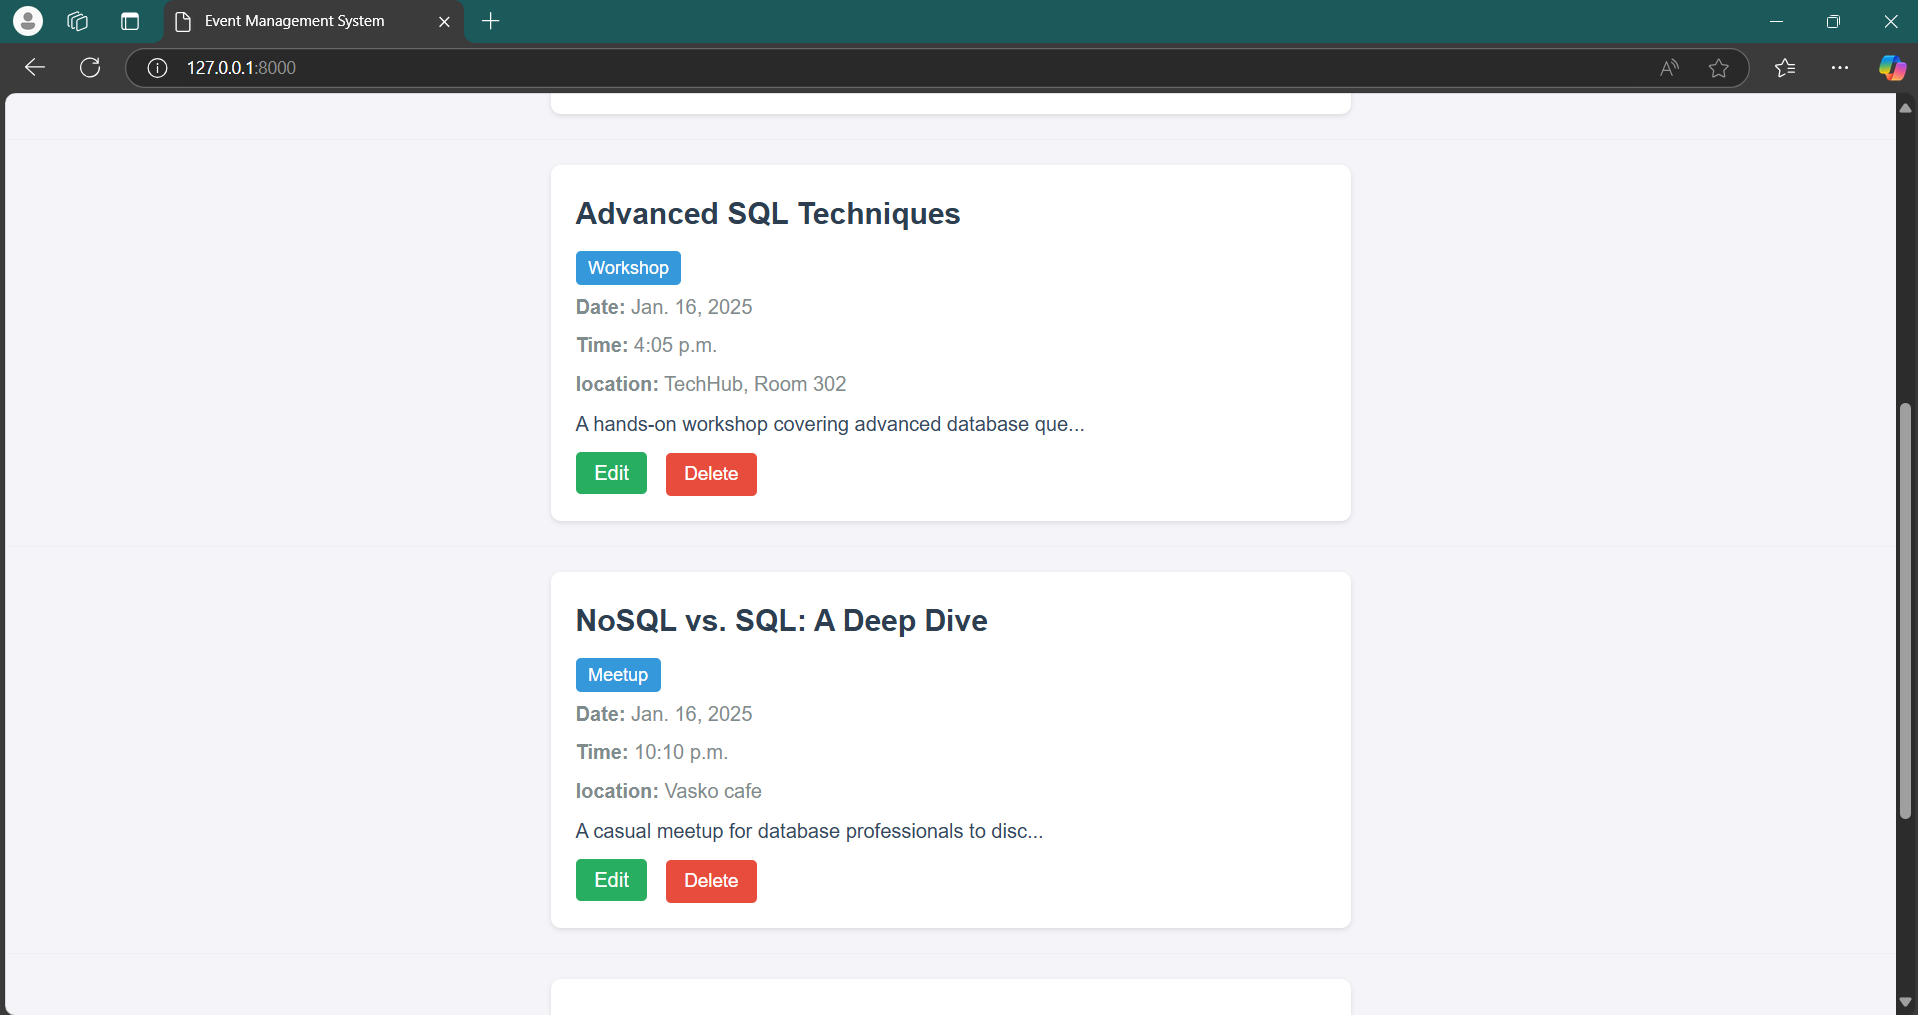 Event Management System
127.0.0.1:8000
Advanced SQL Techniques
Workshop
Date: Jan. 16, 2025
Time: 4:05 p.m.
location: TechHub, Room 302
A hands-on workshop covering advanced database que...
Edit Delete
NoSQL vs. SQL: A Deep Dive
Meetup
Date: Jan. 16, 2025
Time: 10:10 p.m.
location: Vasko cafe
A casual meetup for database professionals to disc...
Edit Delete